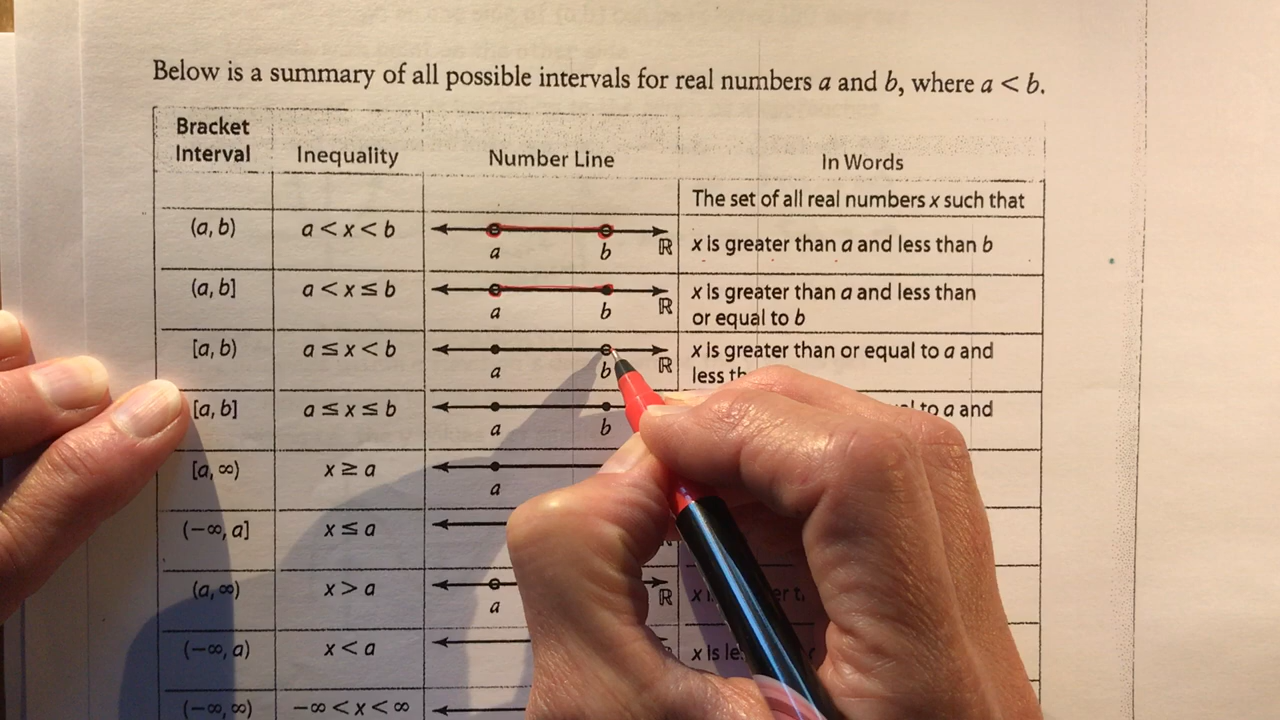 Below is a summary of all possible intervals for real numbers a and b, where a < b.
Bracket Interval Inequality Number Line In Words
The set of all real numbers x such that
(a, b) a < x < b a b ℝ x is greater than a and less than b
(a, b] a < x ≤ b a b ℝ x is greater than a and less than
or equal to b
[a, b) a ≤ x < b a b ℝ x is greater than or equal to a and
less
[a, b] a ≤ x ≤ b a b to a and
[a, ∞) x ≥ a a
(−∞, a] x ≤ a
(a, ∞) x > a a ℝ x
(−∞, a) x < a x is
(−∞, ∞) −∞ < x < ∞